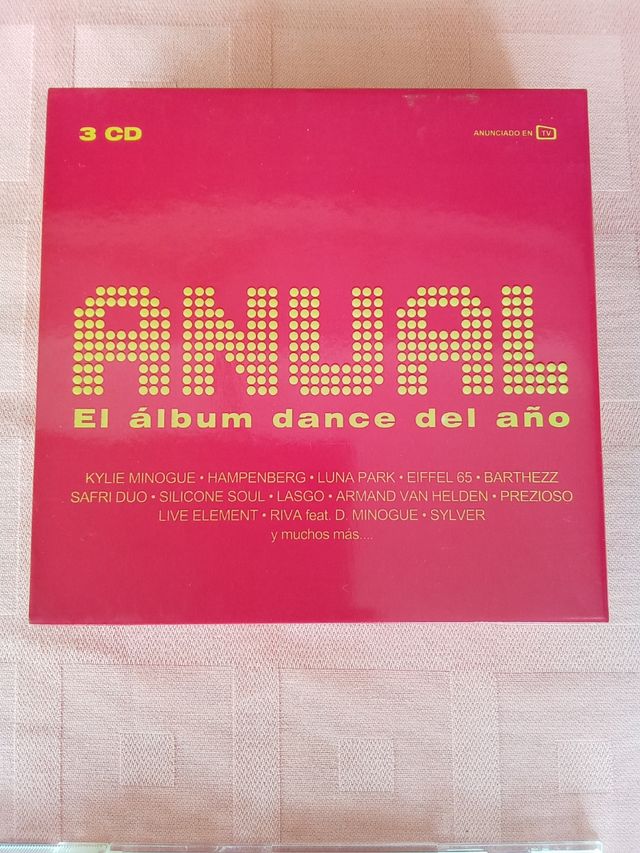 3 CD
ANUNCIADO EN TV
ANUAL
El álbum dance del año
KYLIE MINOGUE • HAMPENBERG • LUNA PARK • EIFFEL 65 • BARTHEZZ
SAFRI DUO • SILICONE SOUL • LASGO • ARMAND VAN HELDEN • PREZIOSO
LIVE ELEMENT • RIVA feat. D. MINOGUE • SYLVER
y muchos más....